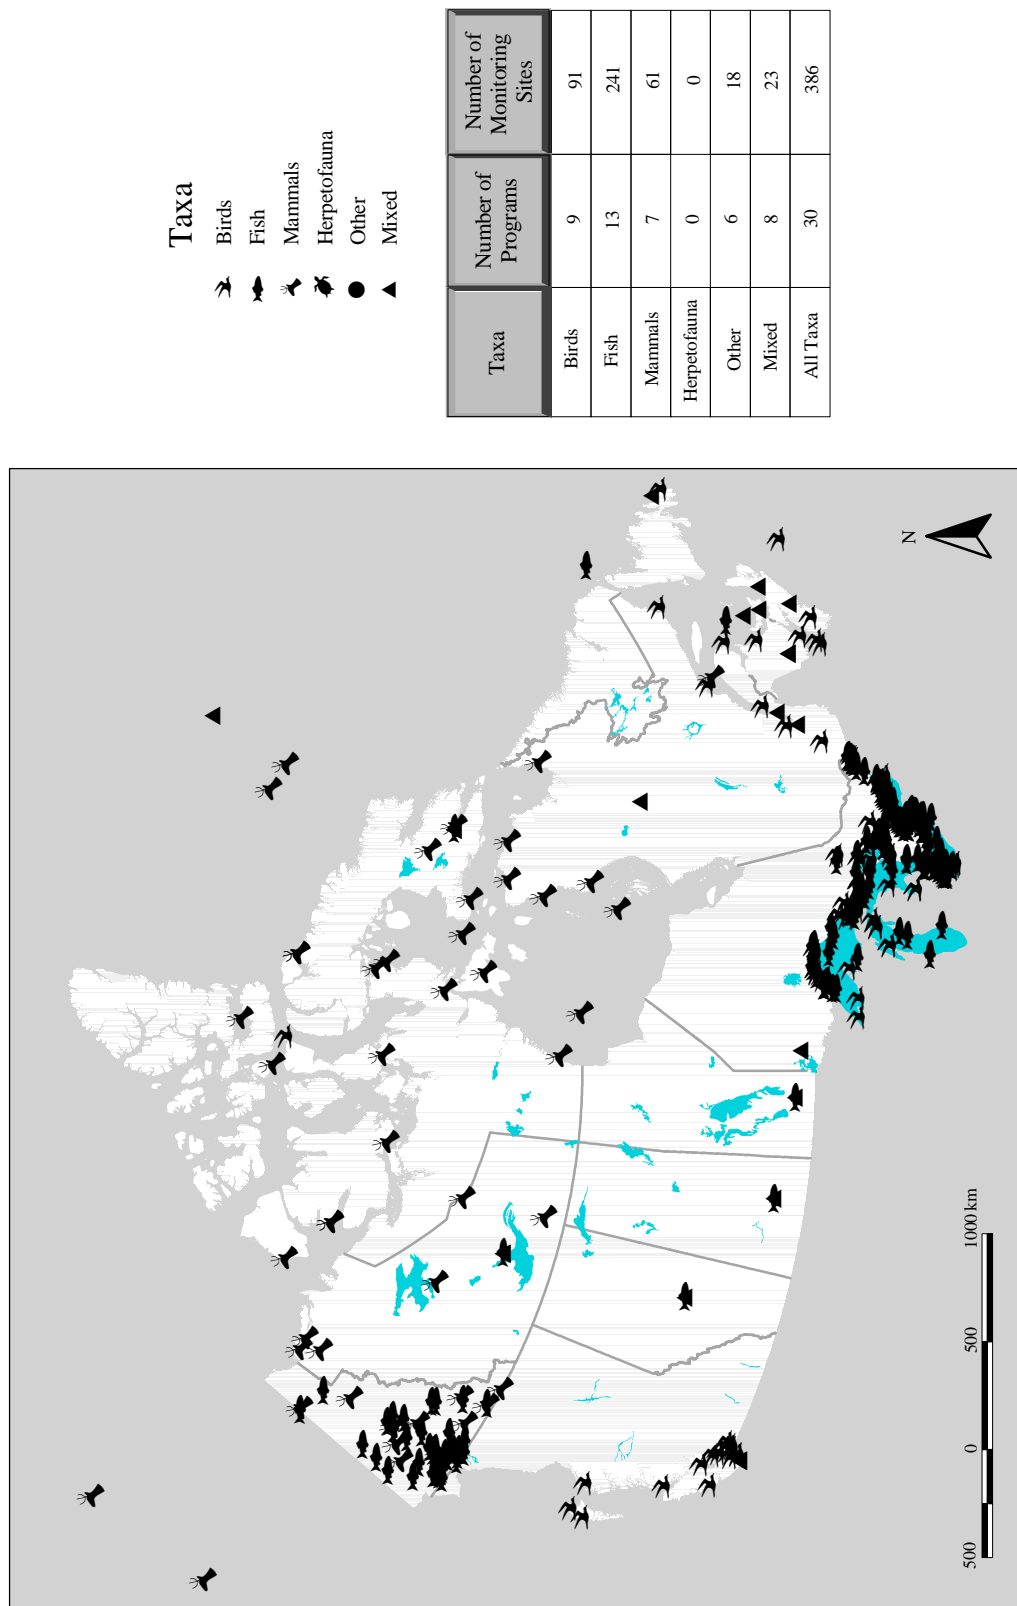 Taxa
Birds
Fish
Mammals
Herpetofauna
Other
Mixed
Taxa
Number of
Programs
Number of
Monitoring
Sites
Birds 9 91
Fish 13 241
Mammals 7 61
Herpetofauna 0 0
Other 6 18
Mixed 8 23
All Taxa 30 386
N
500 0 500 1000 km